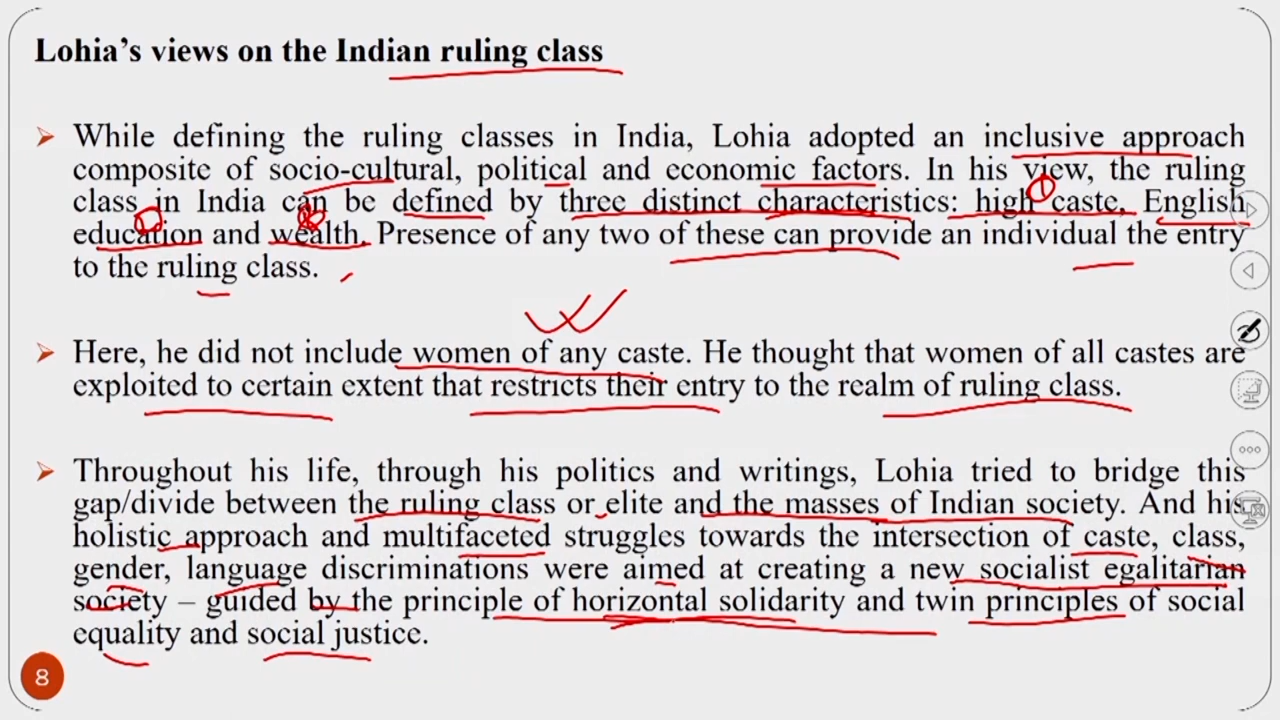 Lohia's views on the Indian ruling class
➤ While defining the ruling classes in India, Lohia adopted an inclusive approach
composite of socio-cultural, political and economic factors. In his view, the ruling
class in India can be defined by three distinct characteristics: high caste, English
education and wealth. Presence of any two of these can provide an individual the entry
to the ruling class.
➤ Here, he did not include women of any caste. He thought that women of all castes are
exploited to certain extent that restricts their entry to the realm of ruling class.
➤ Throughout his life, through his politics and writings, Lohia tried to bridge this
gap/divide between the ruling class or elite and the masses of Indian society. And his
holistic approach and multifaceted struggles towards the intersection of caste, class,
gender, language discriminations were aimed at creating a new socialist egalitarian
society – guided by the principle of horizontal solidarity and twin principles of social
equality and social justice.
8